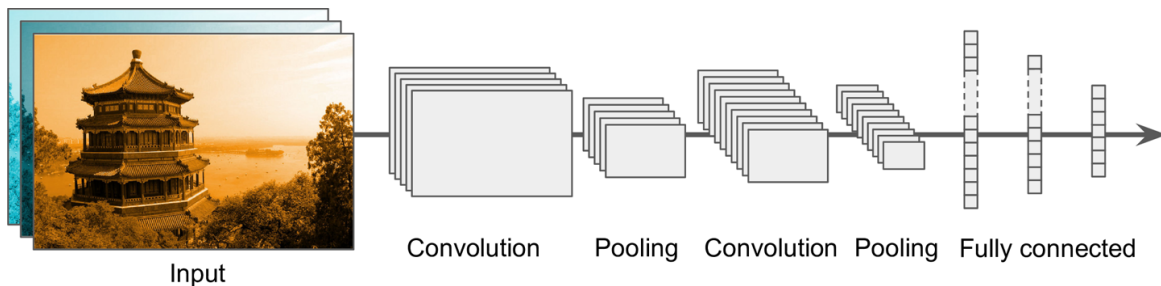 Input
Convolution
Pooling
Convolution
Pooling
Fully connected